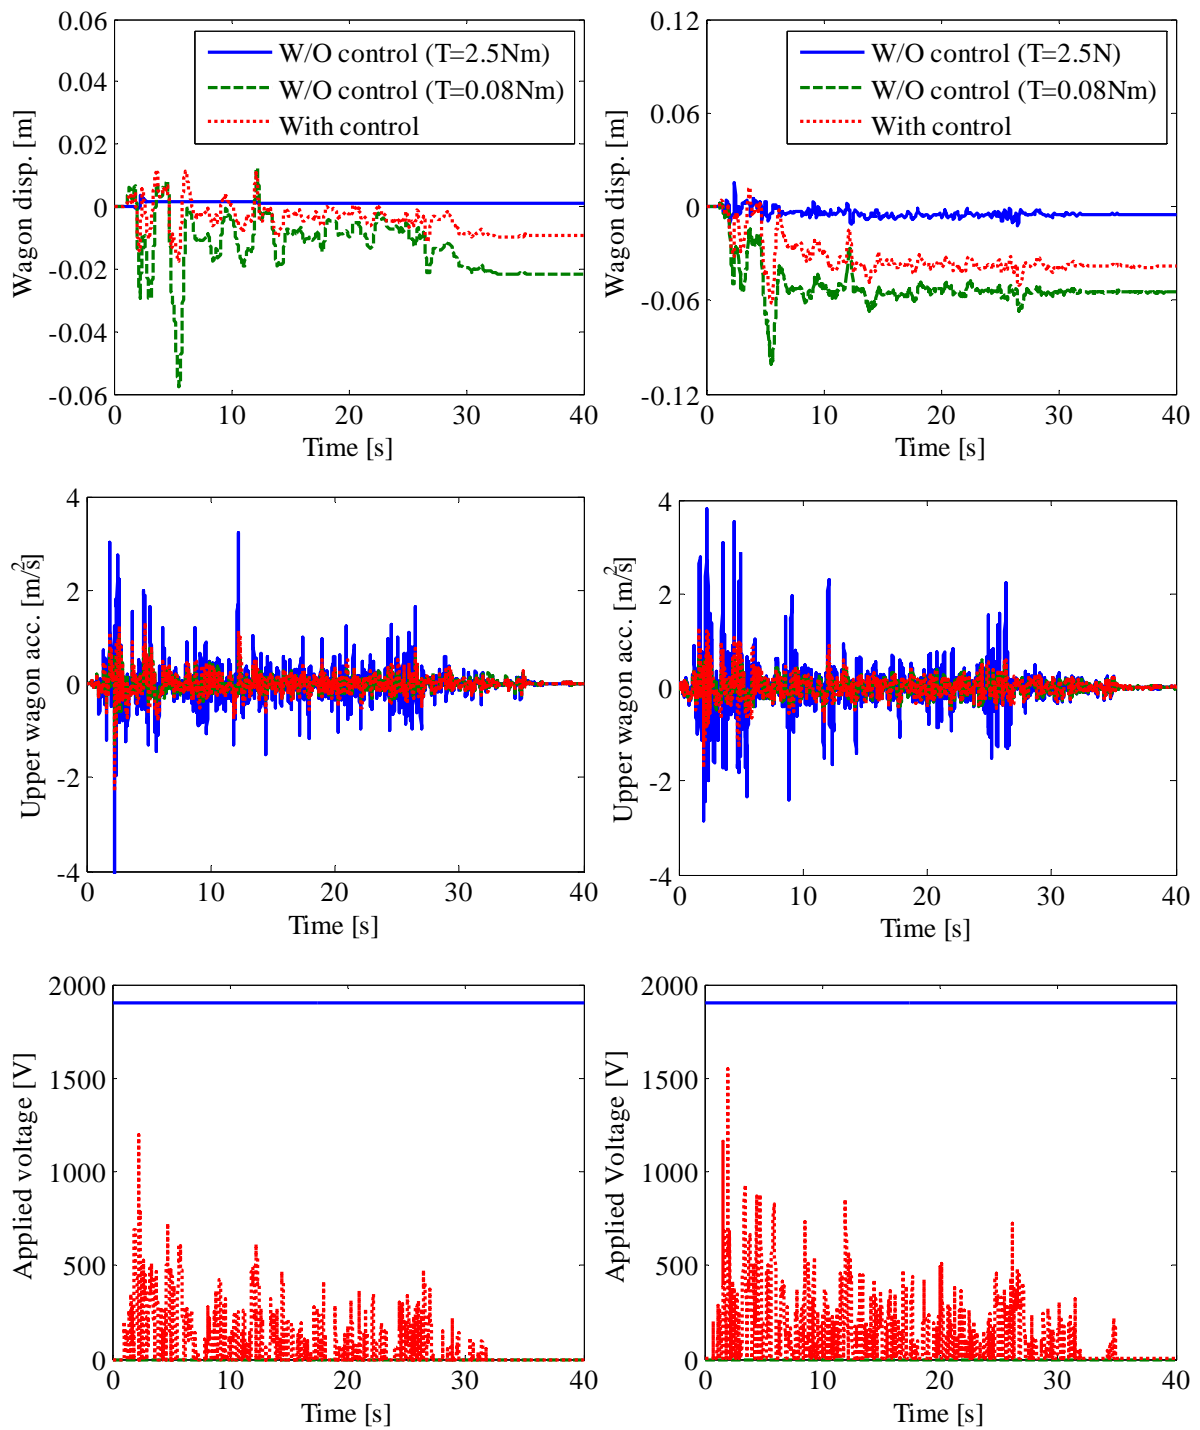 0.06
0.04
0.02
0
-0.02
-0.04
-0.06
Wagon disp. [m]
W/O control (T=2.5Nm)
W/O control (T=0.08Nm)
With control
0 10 20 30 40
Time [s]
0.12
0.06
0
-0.06
-0.12
Wagon disp. [m]
W/O control (T=2.5N)
W/O control (T=0.08Nm)
With control
0 10 20 30 40
Time [s]
4
2
0
-2
-4
Upper wagon acc. [m/s²]
0 10 20 30 40
Time [s]
4
2
0
-2
-4
Upper wagon acc. [m/s²]
0 10 20 30 40
Time [s]
2000
1500
1000
500
0
Applied voltage [V]
0 10 20 30 40
Time [s]
2000
1500
1000
500
0
Applied Voltage [V]
0 10 20 30 40
Time [s]